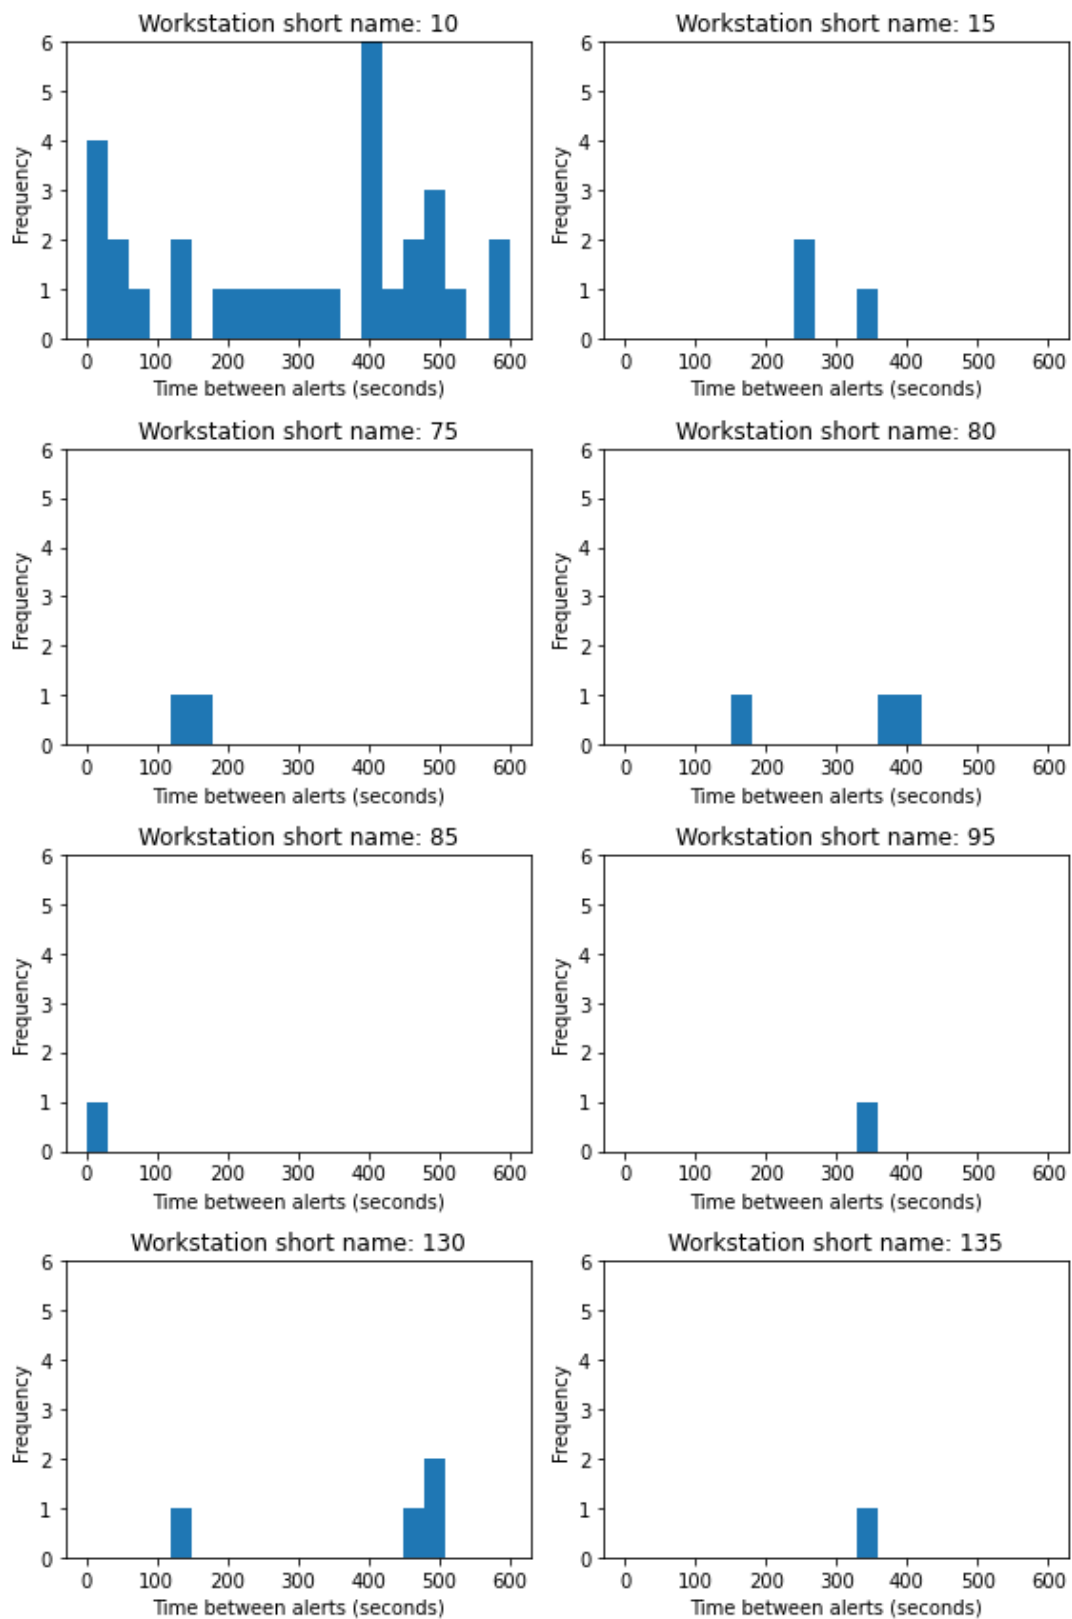 Workstation short name: 10
6
5
4
3
2
1
0
Frequency
0 100 200 300 400 500 600
Time between alerts (seconds)
Workstation short name: 15
6
5
4
3
2
1
0
Frequency
0 100 200 300 400 500 600
Time between alerts (seconds)
Workstation short name: 75
6
5
4
3
2
1
0
Frequency
0 100 200 300 400 500 600
Time between alerts (seconds)
Workstation short name: 80
6
5
4
3
2
1
0
Frequency
0 100 200 300 400 500 600
Time between alerts (seconds)
Workstation short name: 85
6
5
4
3
2
1
0
Frequency
0 100 200 300 400 500 600
Time between alerts (seconds)
Workstation short name: 95
6
5
4
3
2
1
0
Frequency
0 100 200 300 400 500 600
Time between alerts (seconds)
Workstation short name: 130
6
5
4
3
2
1
0
Frequency
0 100 200 300 400 500 600
Time between alerts (seconds)
Workstation short name: 135
6
5
4
3
2
1
0
Frequency
0 100 200 300 400 500 600
Time between alerts (seconds)